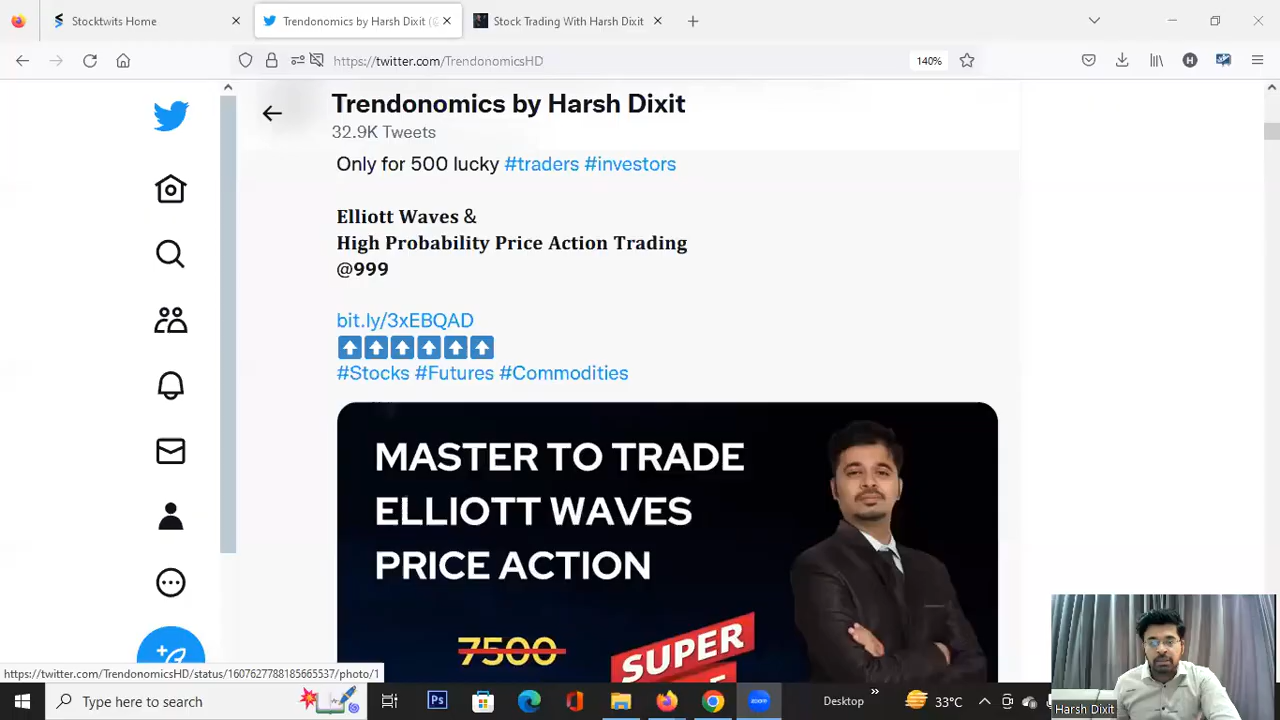 Stocktwits Home
Trendonomics by Harsh Dixit (@
Stock Trading With Harsh Dixit
https://twitter.com/TrendonomicsHD
140%
H
Trendonomics by Harsh Dixit
32.9K Tweets
Only for 500 lucky #traders #investors
Elliott Waves &
High Probability Price Action Trading
@999
bit.ly/3xEBQAD
#Stocks #Futures #Commodities
MASTER TO TRADE
ELLIOTT WAVES
PRICE ACTION
7500
SUPER
https://twitter.com/TrendonomicsHD/status/1607627788185665537/photo/1
Type here to search
Ps
zoom
Desktop
33°C
Harsh Dixit